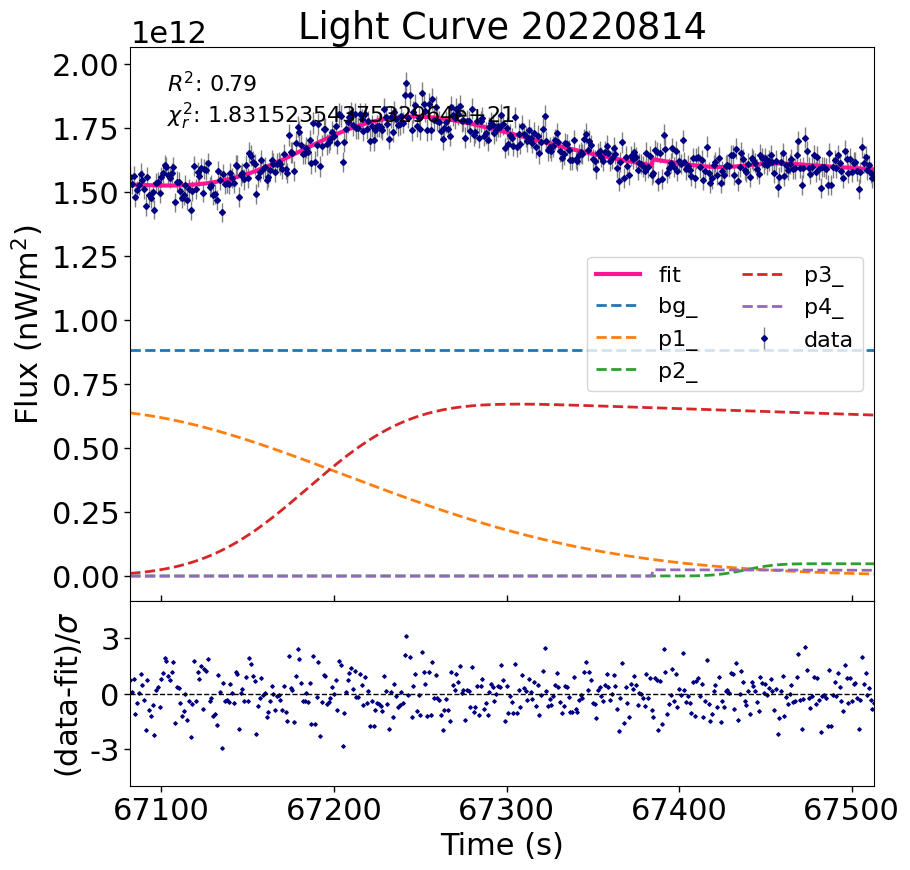 Light Curve 20220814
1e12
R²: 0.79
χ²ᵣ:
2.00
1.75
1.50
1.25
1.00
0.75
0.50
0.25
0.00
Flux (nW/m²)
fit
bg_
p1_
p2_
p3_
p4_
data
3
0
-3
(data-fit)/σ
67100
67200
67300
67400
67500
Time (s)